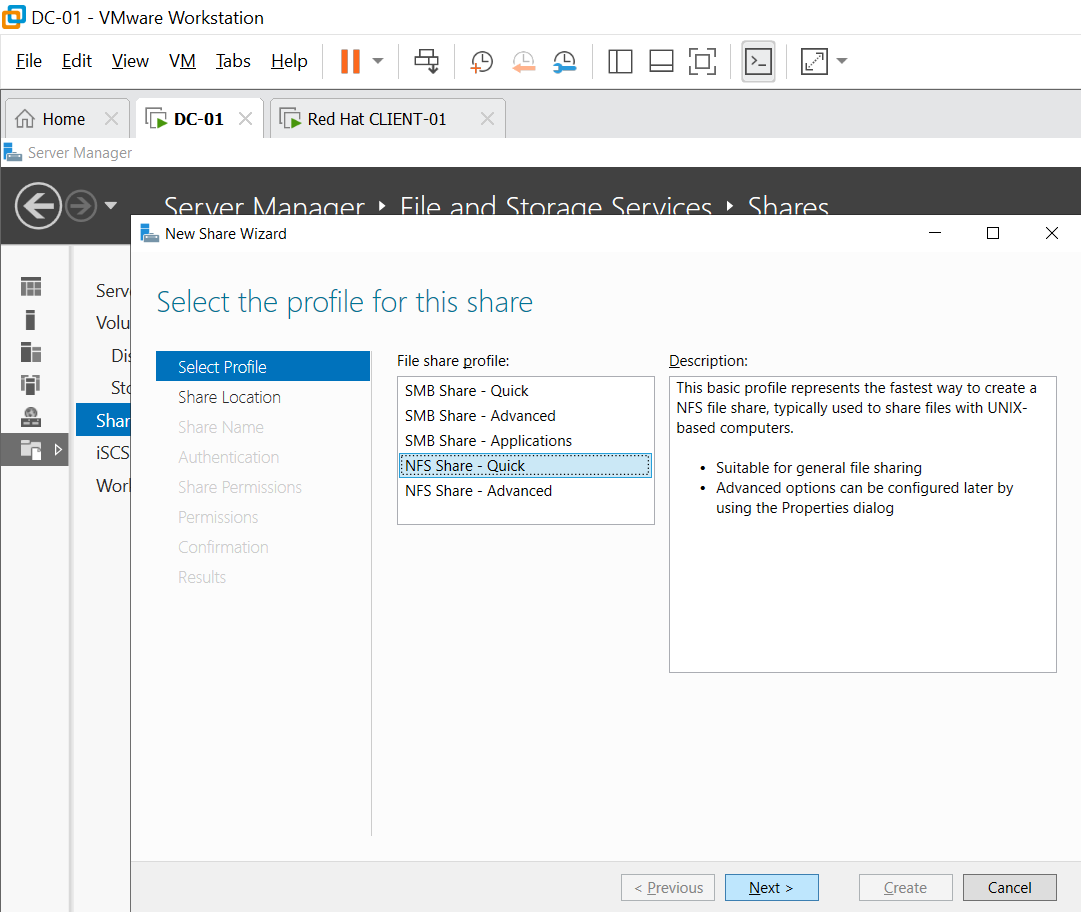 DC-01 - VMware Workstation
File Edit View VM Tabs Help
Home DC-01 Red Hat CLIENT-01
Server Manager
Server Manager File and Storage Services Shares
New Share Wizard
Serv
Volu
Dis
Sto
Shar
iSCS
Worl
Select the profile for this share
Select Profile
Share Location
Share Name
Authentication
Share Permissions
Permissions
Confirmation
Results
File share profile:
SMB Share - Quick
SMB Share - Advanced
SMB Share - Applications
NFS Share - Quick
NFS Share - Advanced
Description:
This basic profile represents the fastest way to create a
NFS file share, typically used to share files with UNIX-
based computers.
• Suitable for general file sharing
• Advanced options can be configured later by
using the Properties dialog
< Previous Next > Create Cancel